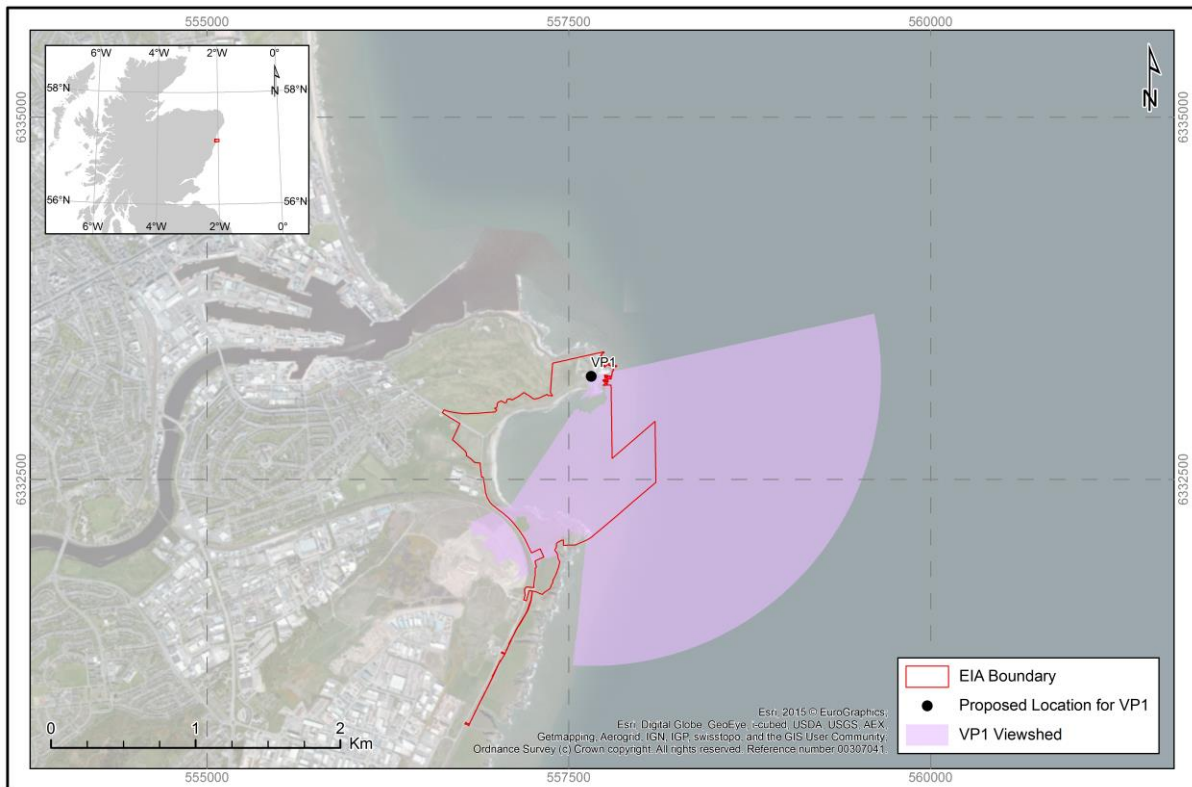 555000
557500
560000
6°W
4°W
2°W
0°
N
N
58°N
58°N
6335000
6335000
56°N
56°N
6°W
4°W
2°W
0°
VP1
6332500
6332500
EIA Boundary
Proposed Location for VP1
VP1 Viewshed
0
1
2
Km
Esri, 2015 © EuroGraphics,
Esri, Digital Globe, GeoEye, i-cubed, USDA, USGS, AEX,
Getmapping, Aerogrid, IGN, IGP, swisstopo, and the GIS User Community,
Ordnance Survey (c) Crown copyright. All rights reserved. Reference number 00307041.
555000
557500
560000